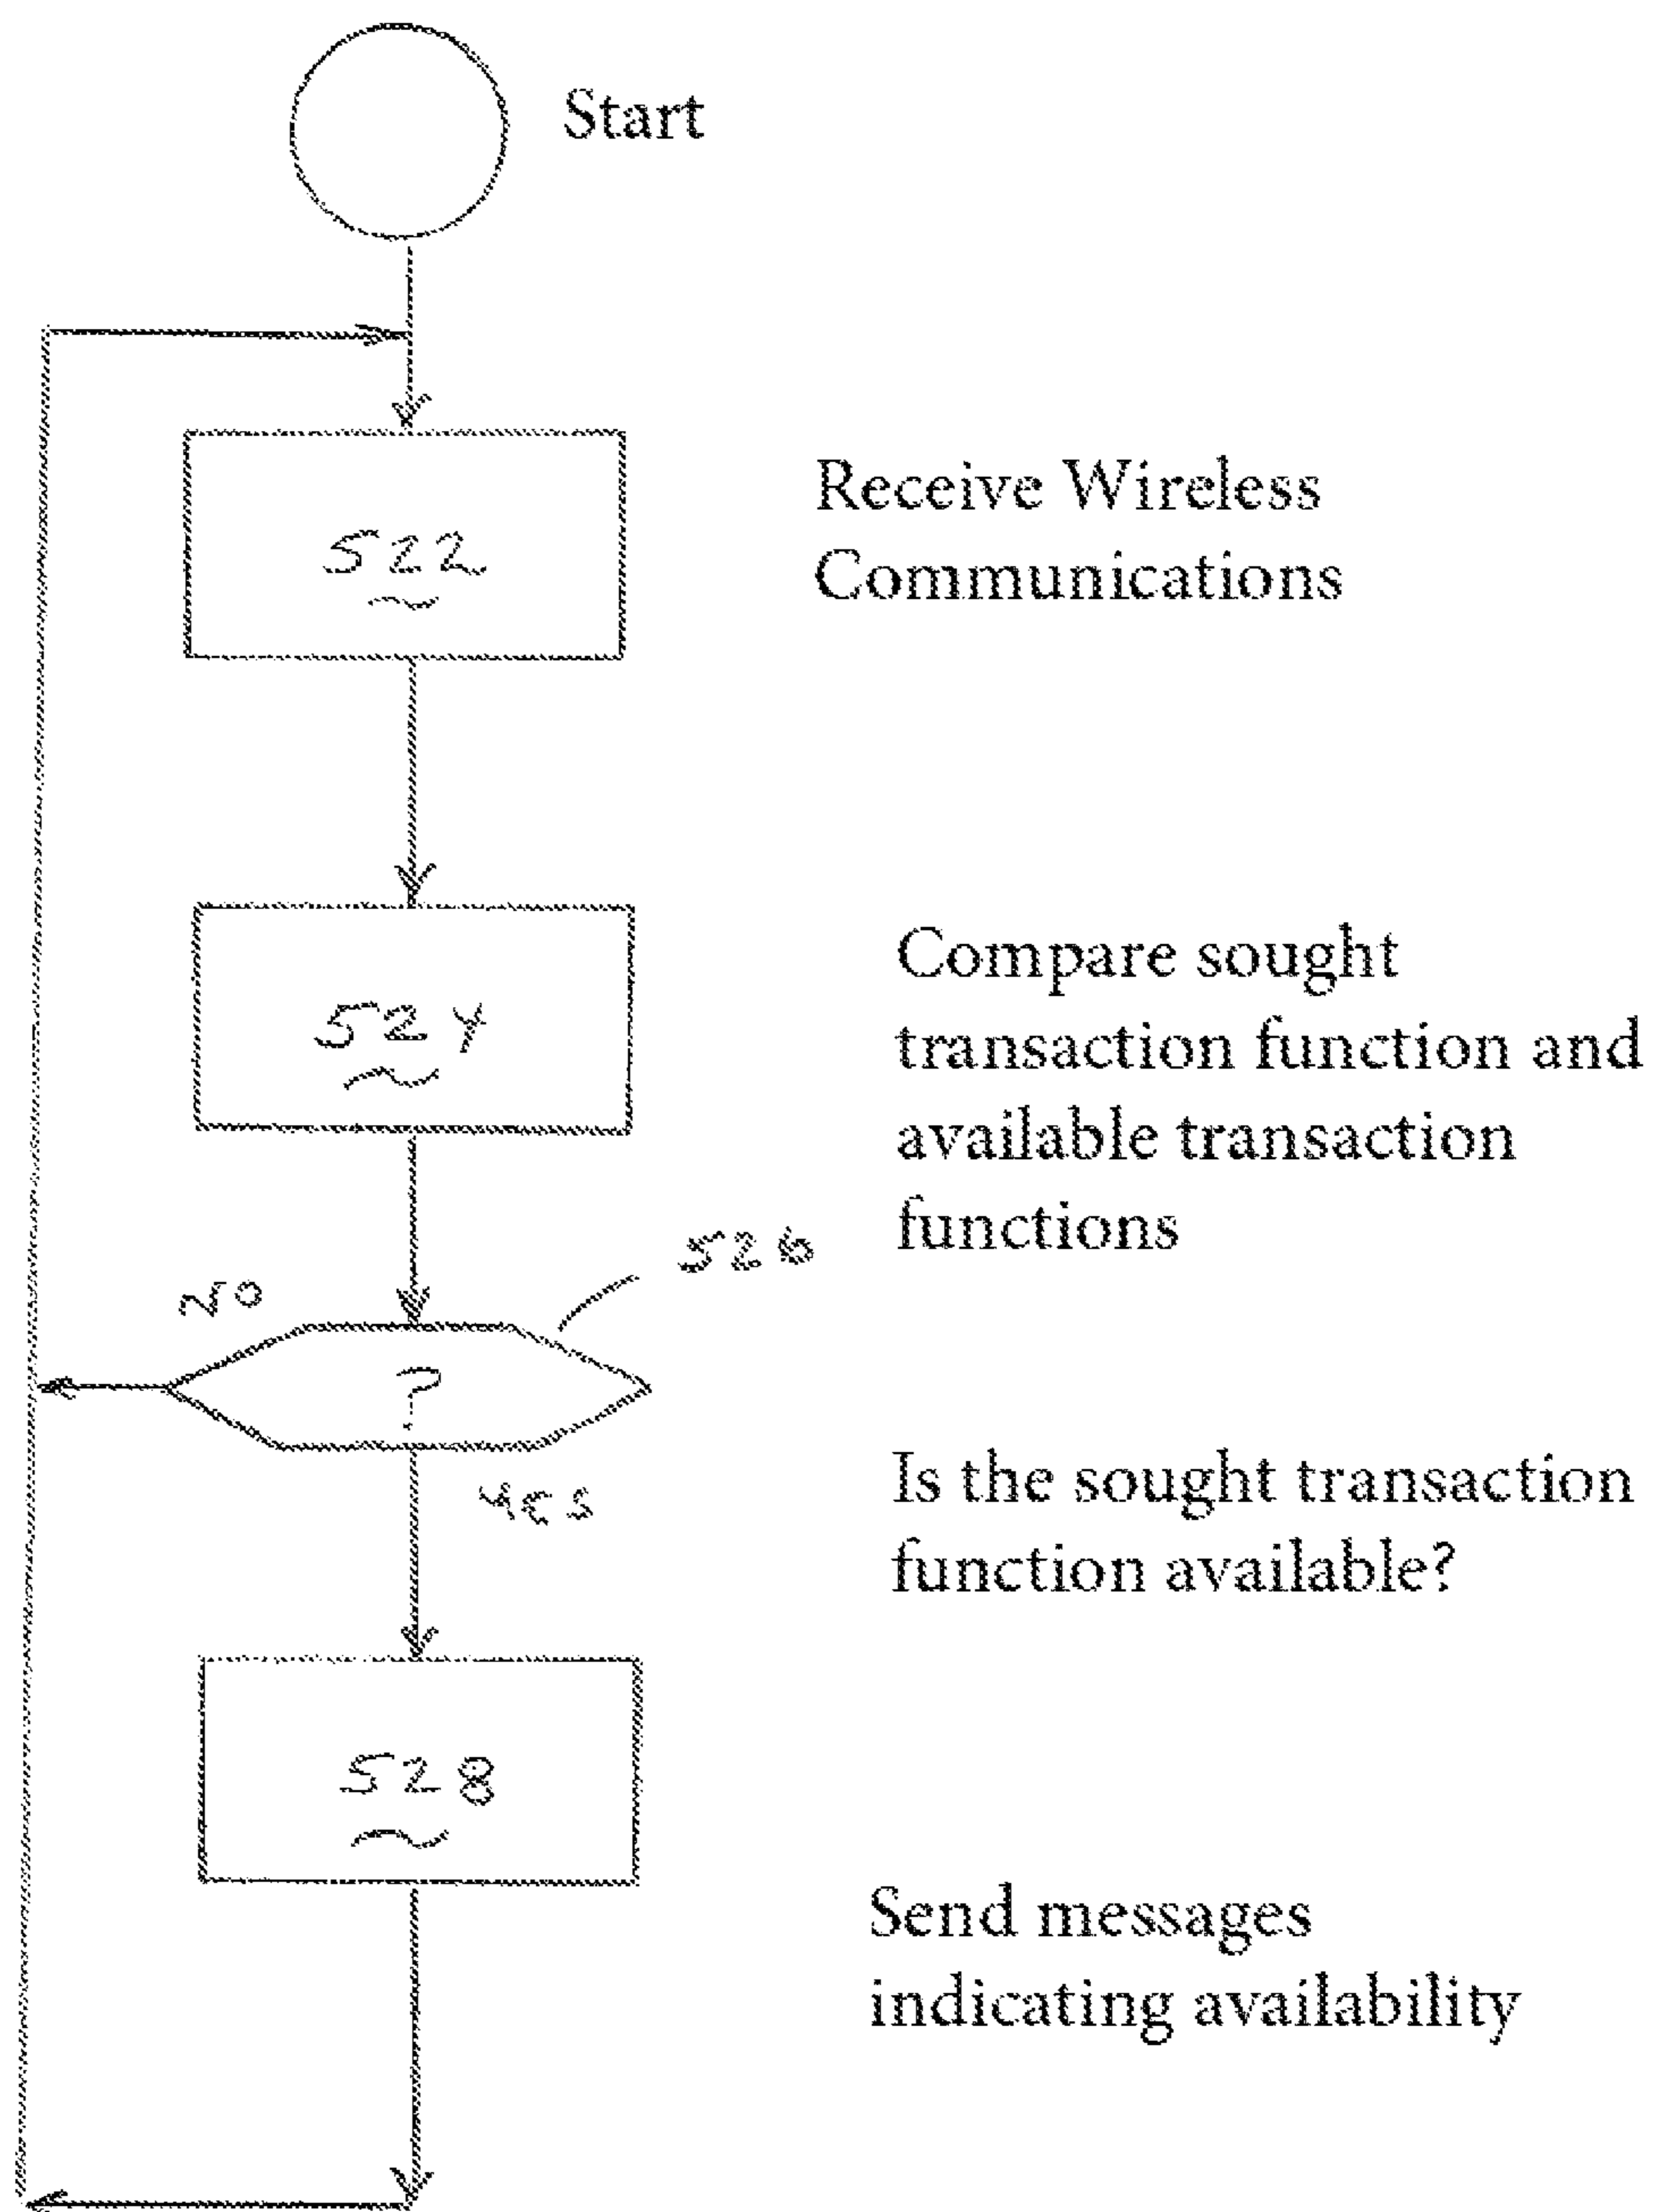 Start
522
Receive Wireless
Communications
524
Compare sought
transaction function and
available transaction
functions
526
NO
?
YES
Is the sought transaction
function available?
528
Send messages
indicating availability